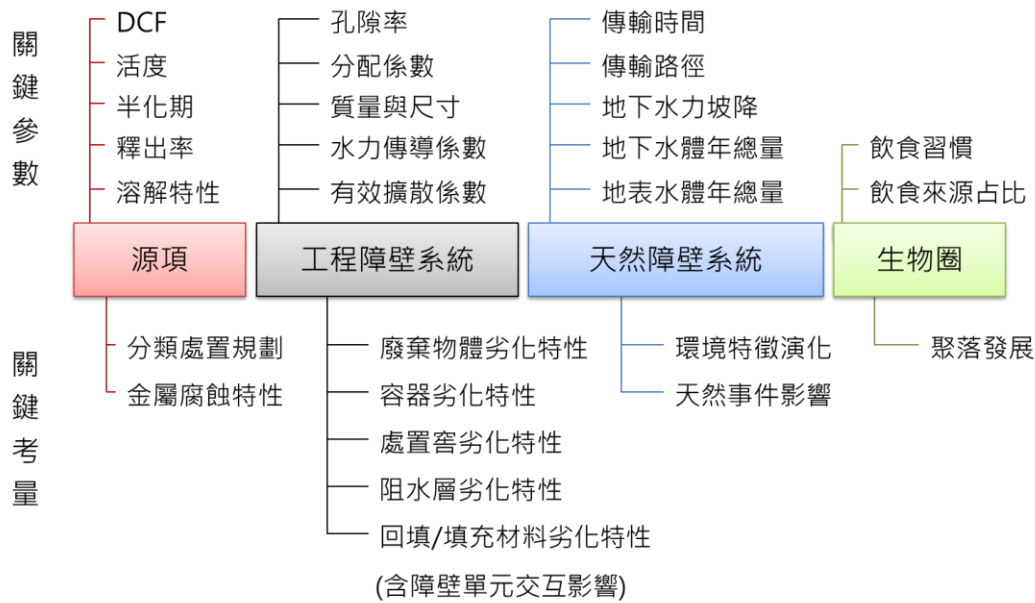 關鍵參數
DCF
活度
半化期
釋出率
溶解特性
孔隙率
分配係數
質量與尺寸
水力傳導係數
有效擴散係數
傳輸時間
傳輸路徑
地下水力坡降
地下水體年總量
地表水體年總量
飲食習慣
飲食來源占比
源項
工程障壁系統
天然障壁系統
生物圈
關鍵考量
分類處置規劃
金屬腐蝕特性
廢棄物體劣化特性
容器劣化特性
處置窖劣化特性
阻水層劣化特性
回填/填充材料劣化特性
(含障壁單元交互影響)
環境特徵演化
天然事件影響
聚落發展